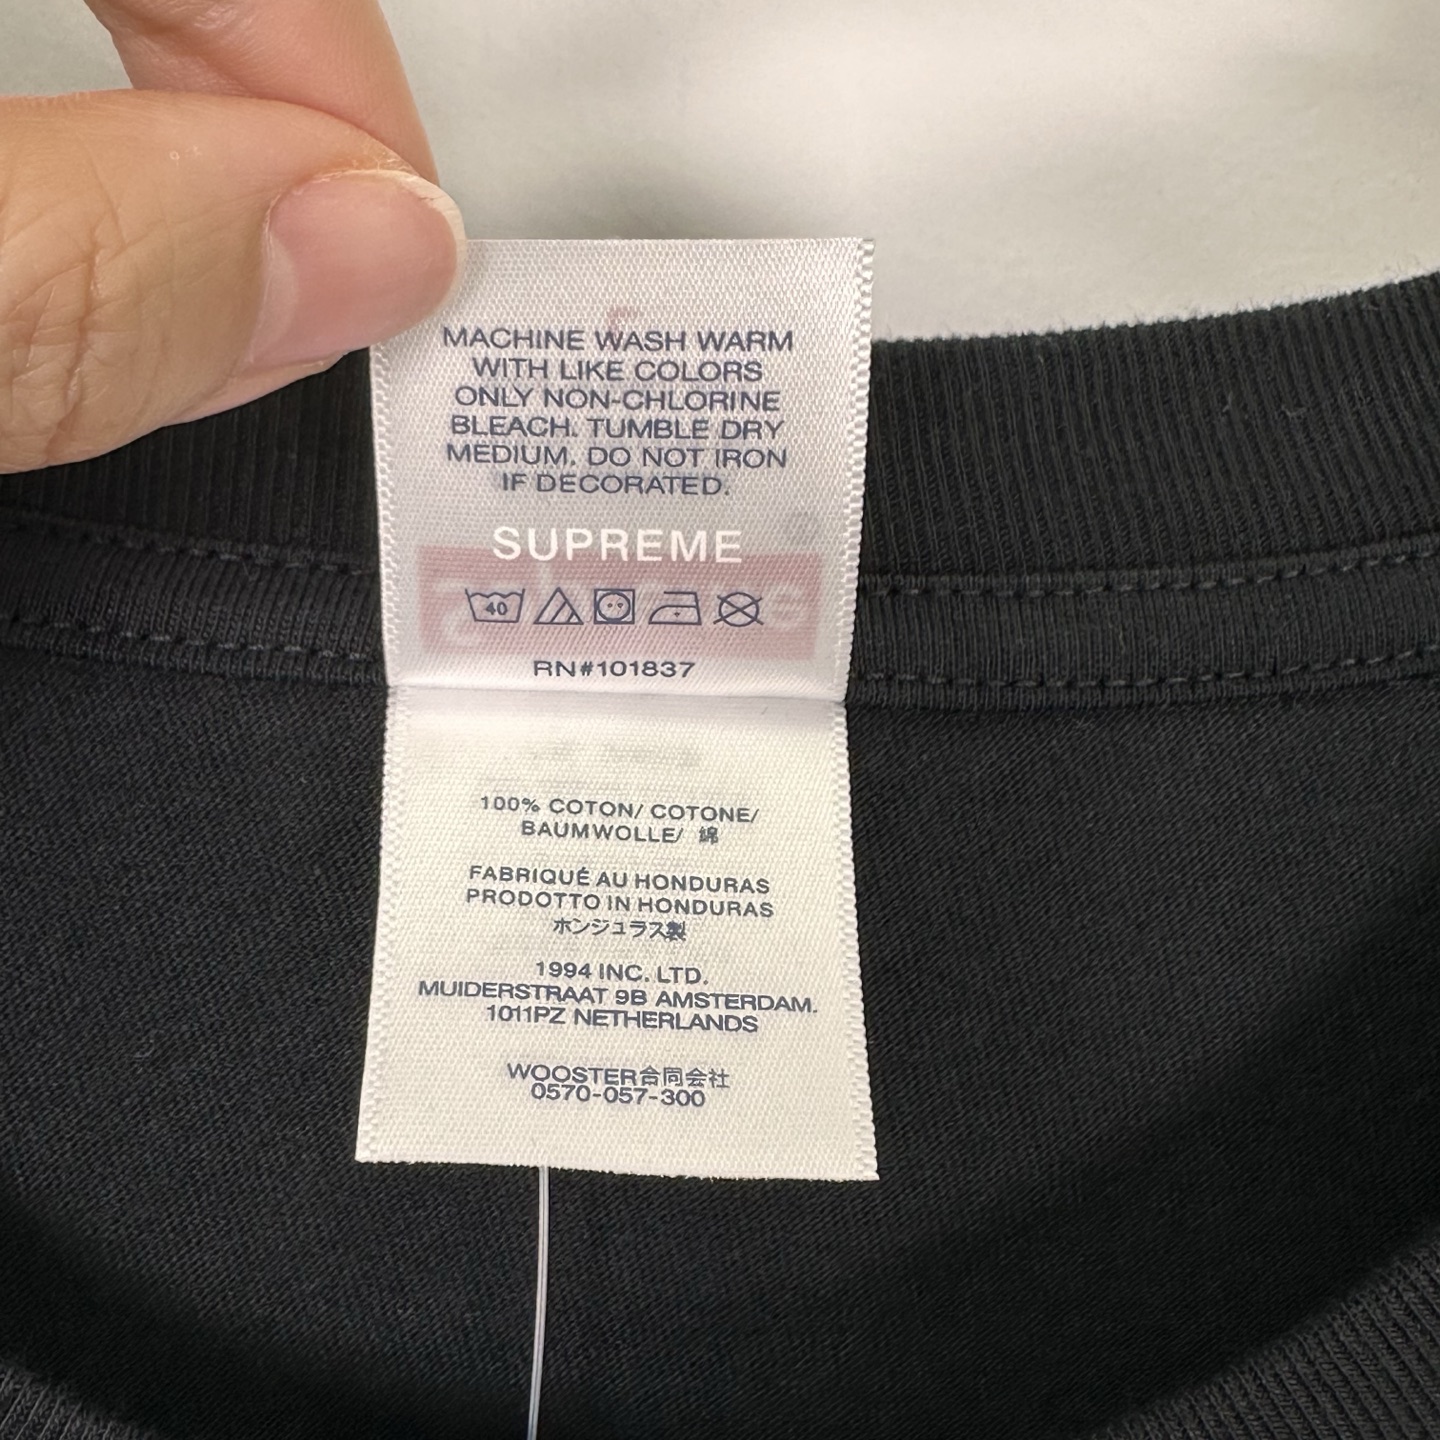 MACHINE WASH WARM
WITH LIKE COLORS
ONLY NON-CHLORINE
BLEACH. TUMBLE DRY
MEDIUM. DO NOT IRON
IF DECORATED.
SUPREME
40
RN#101837
100% COTON/ COTONE/
BAUMWOLLE/ 綿
FABRIQUÉ AU HONDURAS
PRODOTTO IN HONDURAS
ホンジュラス製
1994 INC. LTD.
MUIDERSTRAAT 9B AMSTERDAM.
1011PZ NETHERLANDS
WOOSTER合同会社
0570-057-300